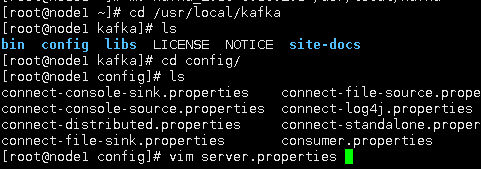 [root@node1 ~]# cd /usr/local/kafka
[root@node1 kafka]# ls
bin  config  libs  LICENSE  NOTICE  site-docs
[root@node1 kafka]# cd config/
[root@node1 config]# ls
connect-console-sink.properties    connect-file-source.prope
connect-console-source.properties  connect-log4j.properties
connect-distributed.properties     connect-standalone.proper
connect-file-sink.properties       consumer.properties
[root@node1 config]# vim server.properties